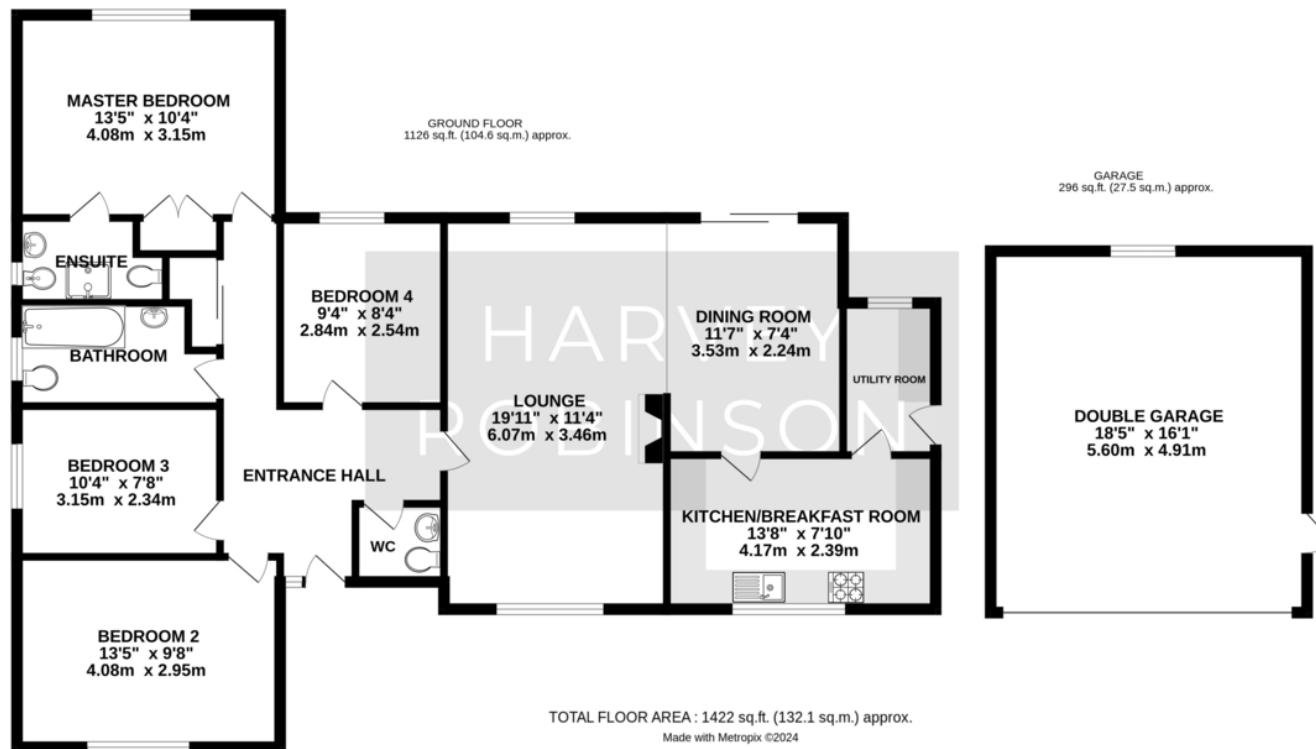 MASTER BEDROOM
13'5" x 10'4"
4.08m x 3.15m
GROUND FLOOR
1126 sq.ft. (104.6 sq.m.) approx.
GARAGE
296 sq.ft. (27.5 sq.m.) approx.
ENSUITE
BATHROOM
BEDROOM 4
9'4" x 8'4"
2.84m x 2.54m
HARVEY
ROBINSON
DINING ROOM
11'7" x 7'4"
3.53m x 2.24m
UTILITY ROOM
LOUNGE
19'11" x 11'4"
6.07m x 3.46m
DOUBLE GARAGE
18'5" x 16'1"
5.60m x 4.91m
BEDROOM 3
10'4" x 7'8"
3.15m x 2.34m
ENTRANCE HALL
WC
KITCHEN/BREAKFAST ROOM
13'8" x 7'10"
4.17m x 2.39m
BEDROOM 2
13'5" x 9'8"
4.08m x 2.95m
TOTAL FLOOR AREA : 1422 sq.ft. (132.1 sq.m.) approx.
Made with Metropix ©2024